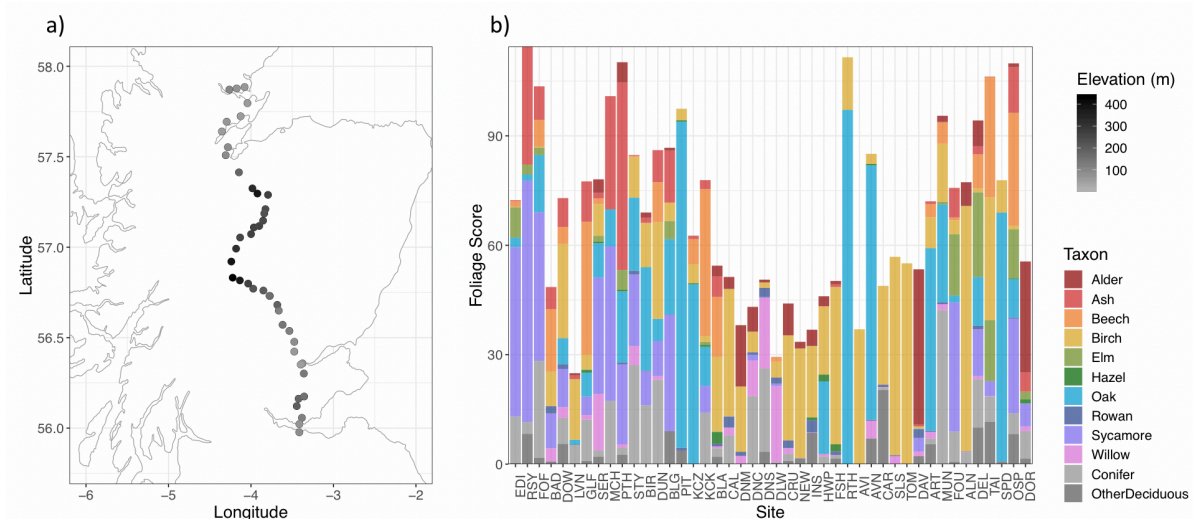 a)
58.0
57.5
57.0
56.5
56.0
Latitude
-6 -5 -4 -3 -2
Longitude
b)
90
60
30
0
Foliage Score
EDI RSY FOF BAD DOW LVN GLF SER MCH PTH STY BIR DUN BLG PIT KCZ KCK BLA CAL DNM DNC DNS DLW CRU NEW INS HWP FSH RTH AVI AVN CAR SLS TOM DAV ART MUN FOU ALN DEL TAI SPD OSP DOR
Site
Elevation (m)
400
300
200
100
Taxon
Alder
Ash
Beech
Birch
Elm
Hazel
Oak
Rowan
Sycamore
Willow
Conifer
OtherDeciduous